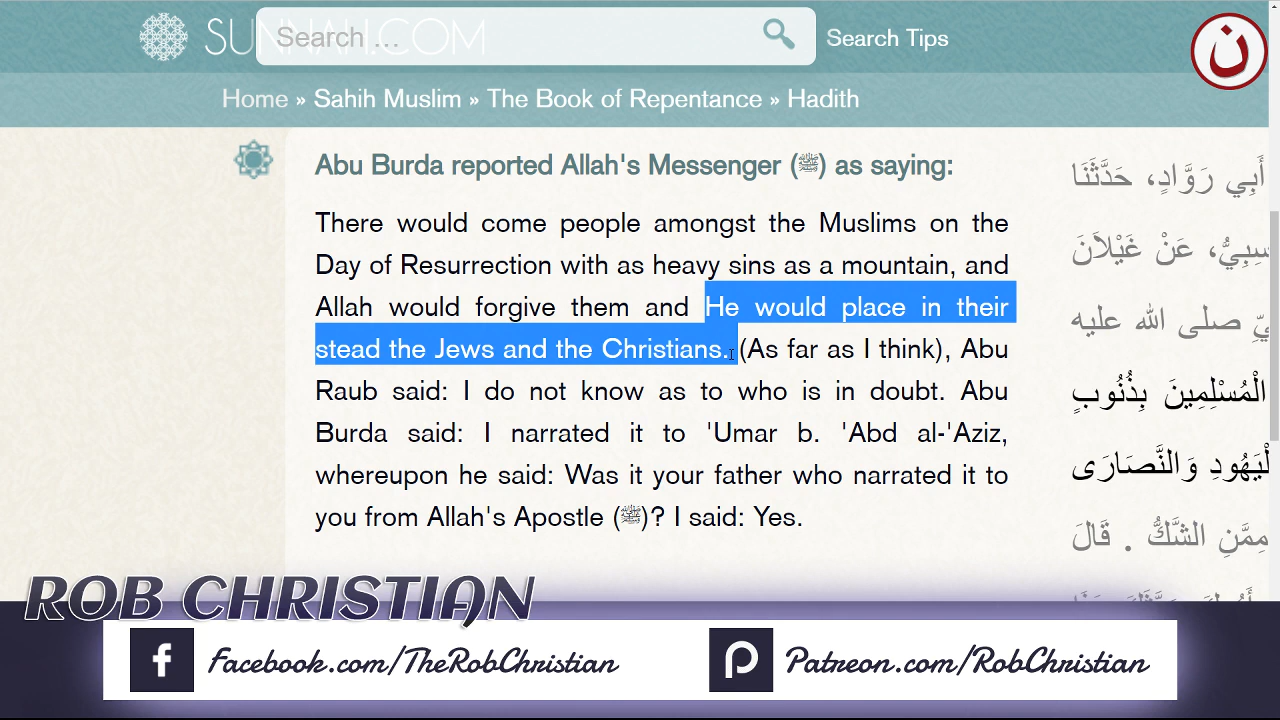 SUNNAH.COM
Search ...
Search Tips
ن
Home » Sahih Muslim » The Book of Repentance » Hadith
Abu Burda reported Allah's Messenger (ﷺ) as saying:
There would come people amongst the Muslims on the
Day of Resurrection with as heavy sins as a mountain, and
Allah would forgive them and He would place in their
stead the Jews and the Christians. (As far as I think), Abu
Raub said: I do not know as to who is in doubt. Abu
Burda said: I narrated it to 'Umar b. 'Abd al-'Aziz,
whereupon he said: Was it your father who narrated it to
you from Allah's Apostle (ﷺ)? I said: Yes.
أَبِي رَوَّادٍ، حَدَّثَنَا
عَنْ غَيْلاَنَ
صلى الله عليه
الْمُسْلِمِينَ بِذُنُوبٍ
وَالنَّصَارَى
مِمَّنِ الشَّكُّ . قَالَ
ROB CHRISTIAN
Facebook.com/TheRobChristian
Patreon.com/RobChristian